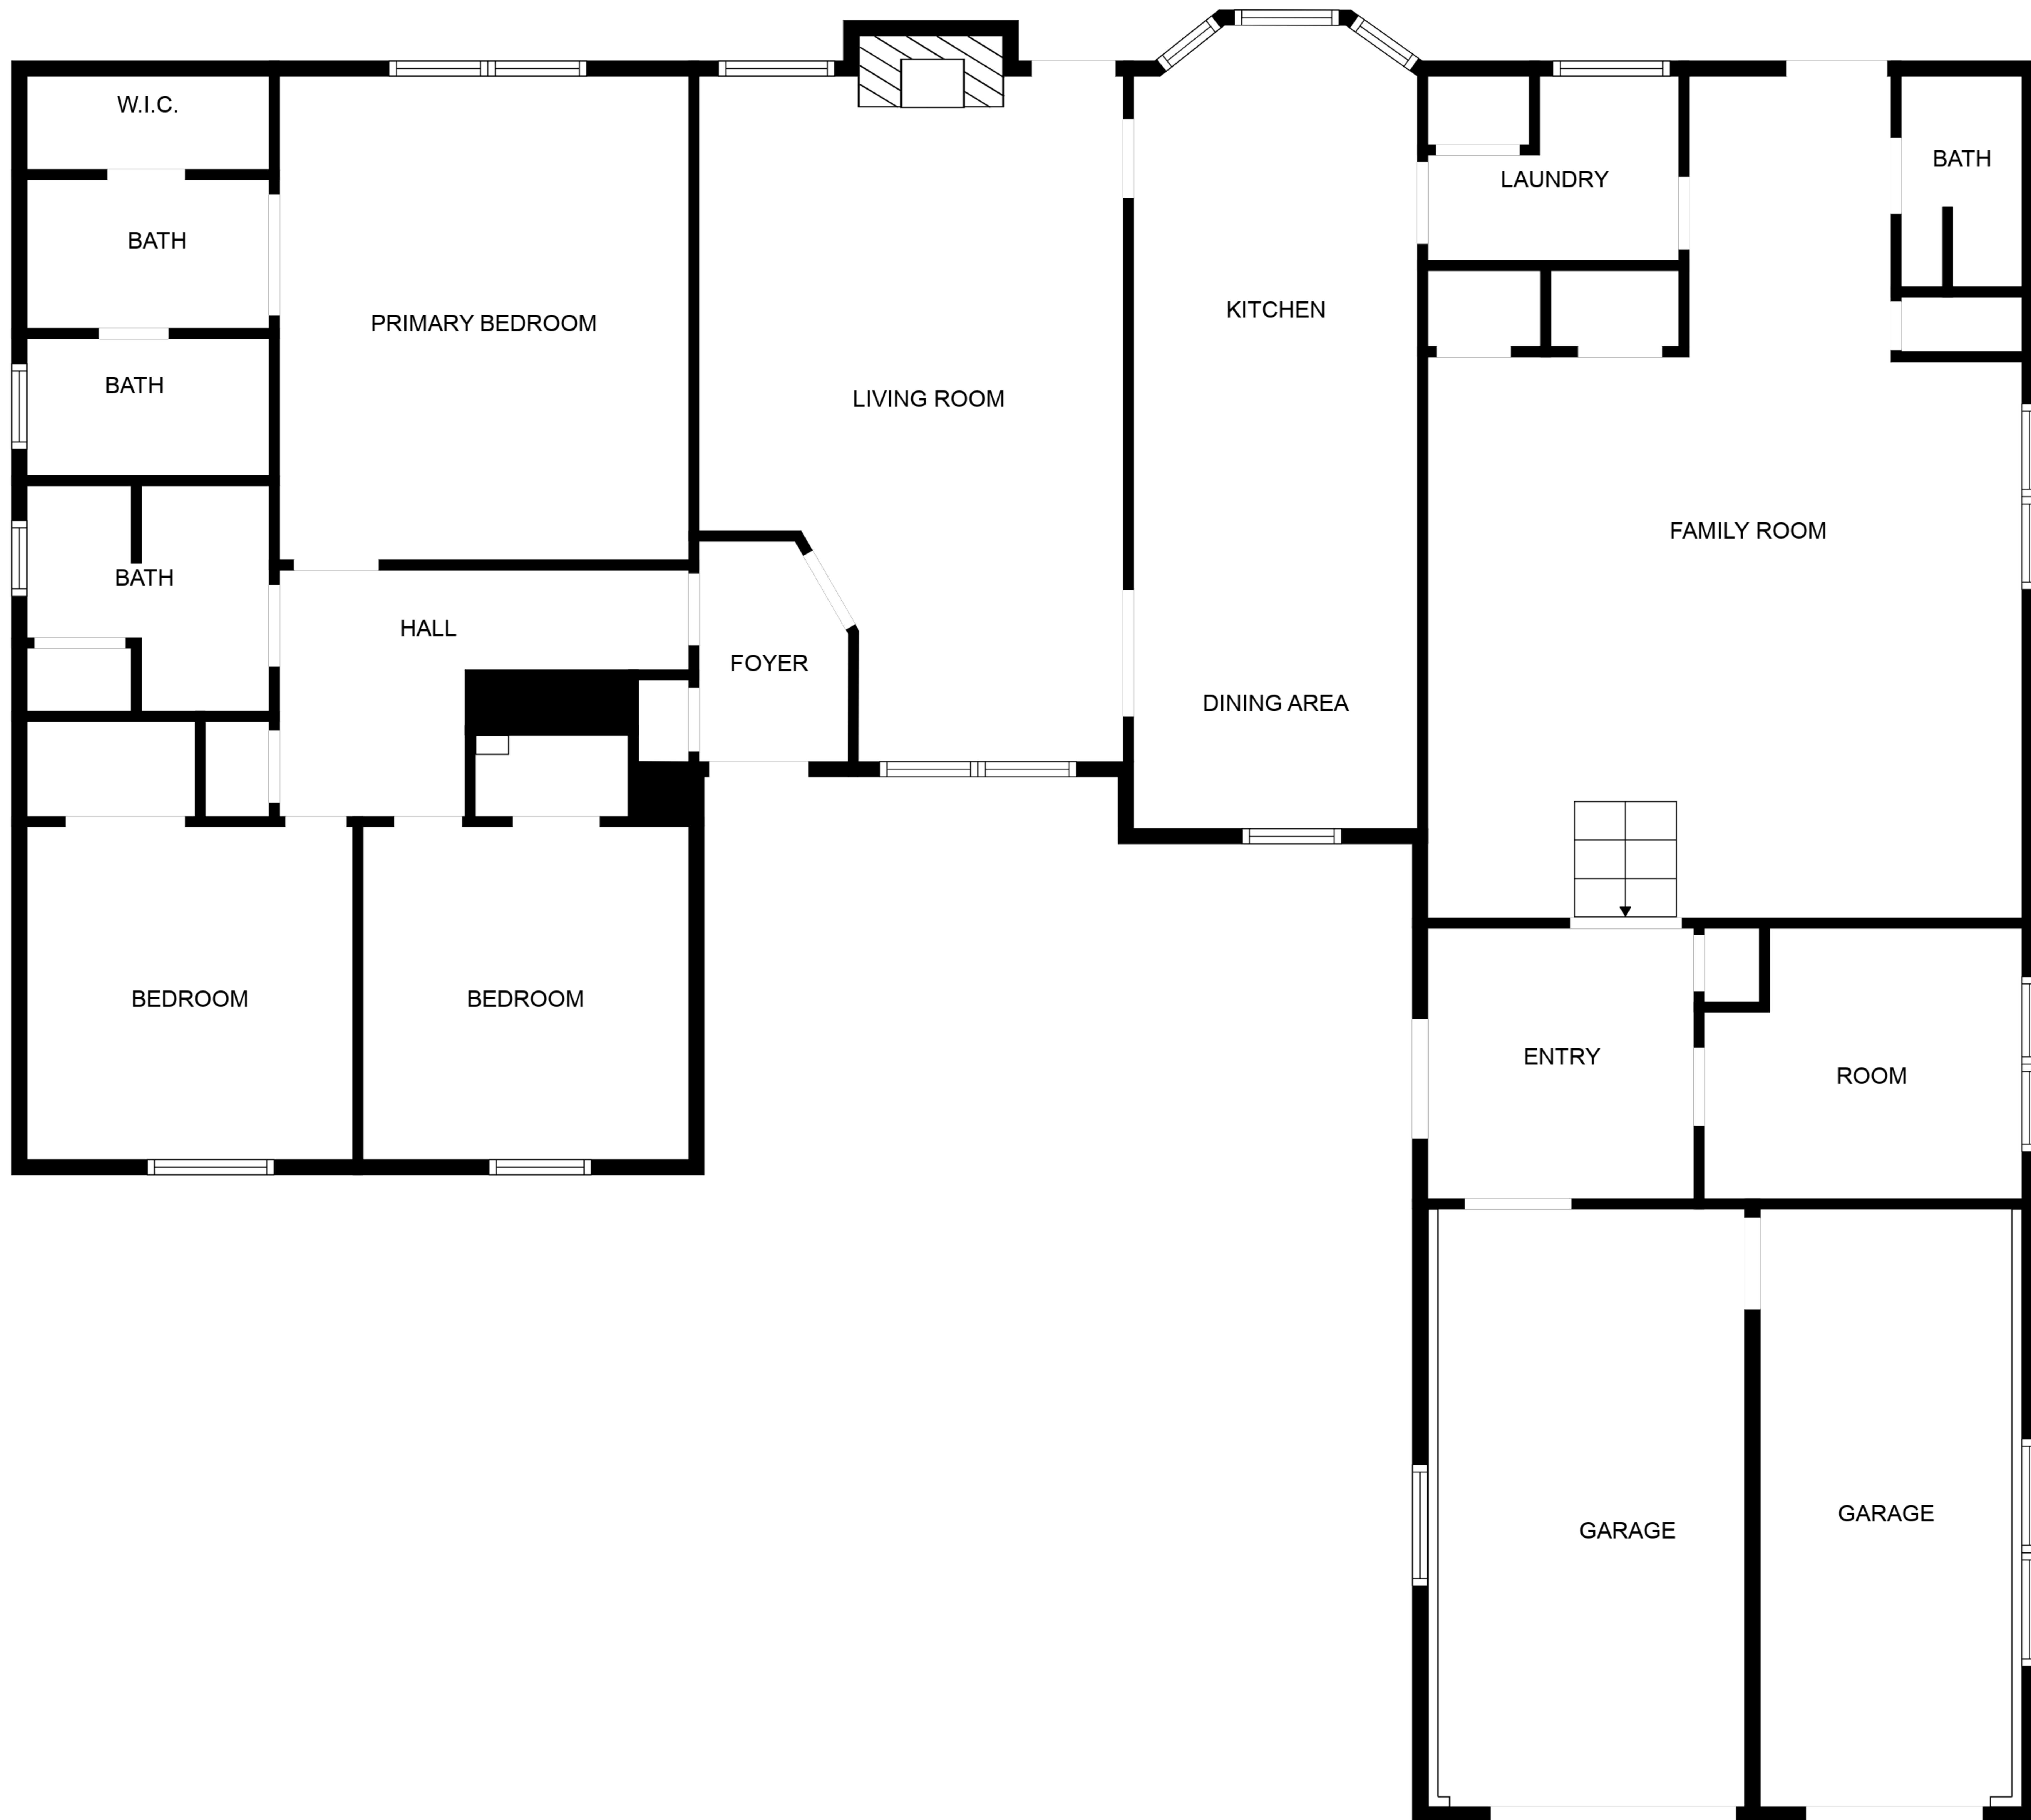 W.I.C.
BATH
BATH
LAUNDRY
BATH
KITCHEN
PRIMARY BEDROOM
BATH
LIVING ROOM
FAMILY ROOM
BATH
HALL
FOYER
DINING AREA
BEDROOM
BEDROOM
ENTRY
ROOM
GARAGE
GARAGE